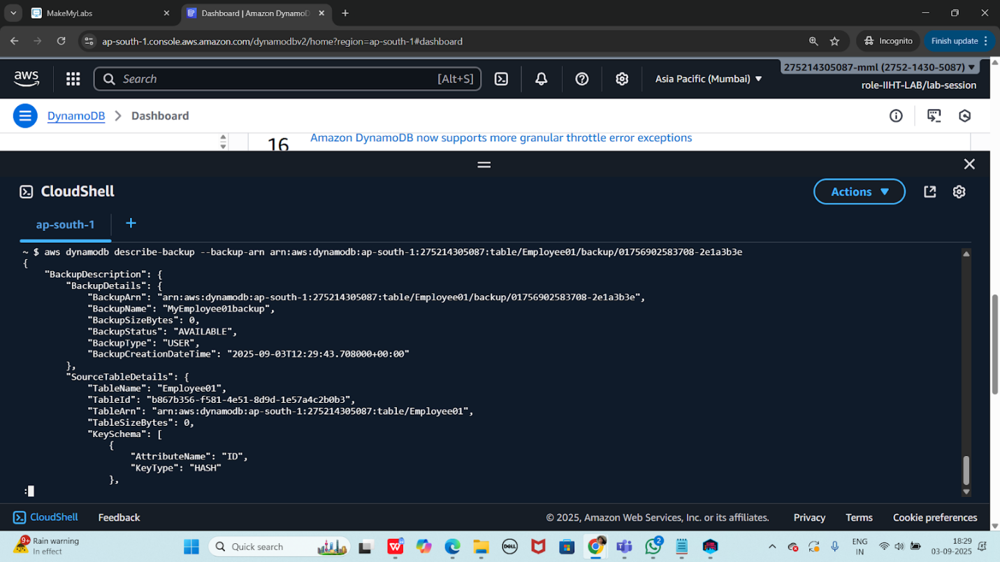 MakeMyLabs
Dashboard | Amazon DynamoD
ap-south-1.console.aws.amazon.com/dynamodbv2/home?region=ap-south-1#dashboard
Incognito
Finish update
aws
Search
[Alt+S]
Asia Pacific (Mumbai)
275214305087-mml (2752-1430-5087)
role-IIHT-LAB/lab-session
DynamoDB
Dashboard
16
Amazon DynamoDB now supports more granular throttle error exceptions
CloudShell
Actions
ap-south-1
~ $ aws dynamodb describe-backup --backup-arn arn:aws:dynamodb:ap-south-1:275214305087:table/Employee01/backup/01756902583708-2e1a3b3e
{
"BackupDescription": {
"BackupDetails": {
"BackupArn": "arn:aws:dynamodb:ap-south-1:275214305087:table/Employee01/backup/01756902583708-2e1a3b3e",
"BackupName": "MyEmployee01backup",
"BackupSizeBytes": 0,
"BackupStatus": "AVAILABLE",
"BackupType": "USER",
"BackupCreationDateTime": "2025-09-03T12:29:43.708000+00:00"
},
"SourceTableDetails": {
"TableName": "Employee01",
"TableId": "b867b356-f581-4e51-8d9d-1e57a4c2b0b3",
"TableArn": "arn:aws:dynamodb:ap-south-1:275214305087:table/Employee01",
"TableSizeBytes": 0,
"KeySchema": [
{
"AttributeName": "ID",
"KeyType": "HASH"
},
:
CloudShell
Feedback
© 2025, Amazon Web Services, Inc. or its affiliates.
Privacy
Terms
Cookie preferences
9+
Rain warning
In effect
Quick search
DELL
2
ENG
IN
18:29
03-09-2025